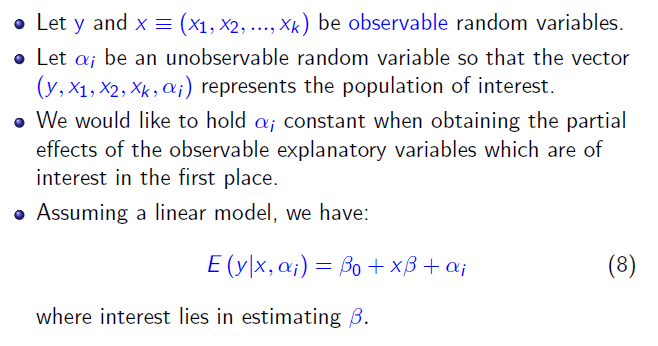 Let y and x ≡ (x₁, x₂, ..., xₖ) be observable random variables.
Let αᵢ be an unobservable random variable so that the vector
(y, x₁, x₂, xₖ, αᵢ) represents the population of interest.
We would like to hold αᵢ constant when obtaining the partial
effects of the observable explanatory variables which are of
interest in the first place.
Assuming a linear model, we have:
E (y|x, αᵢ) = β₀ + xβ + αᵢ (8)
where interest lies in estimating β.